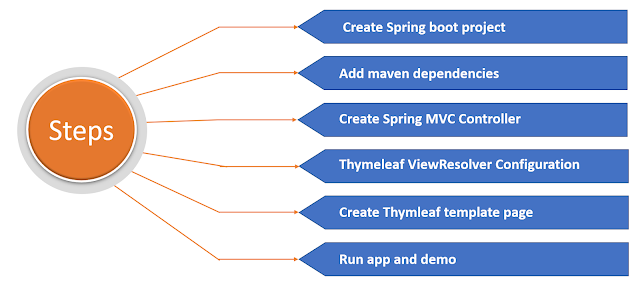 Steps
Create Spring boot project
Add maven dependencies
Create Spring MVC Controller
Thymeleaf ViewResolver Configuration
Create Thymleaf template page
Run app and demo